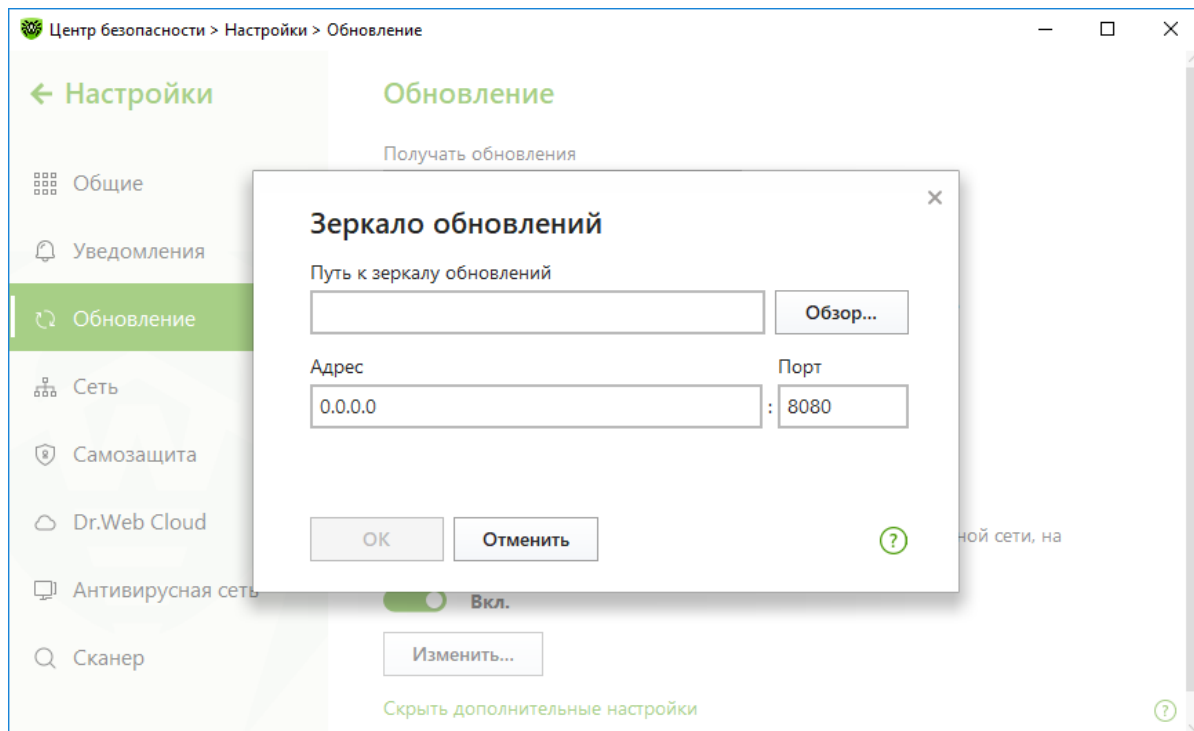 Центр безопасности > Настройки > Обновление
Настройки
Общие
Уведомления
Обновление
Сеть
Самозащита
Dr.Web Cloud
Антивирусная сеть
Сканер
Обновление
Получать обновления
Зеркало обновлений
Путь к зеркалу обновлений
Обзор...
Адрес
Порт
0.0.0.0 : 8080
OK
Отменить
?
ной сети, на
Вкл.
Изменить...
Скрыть дополнительные настройки
?